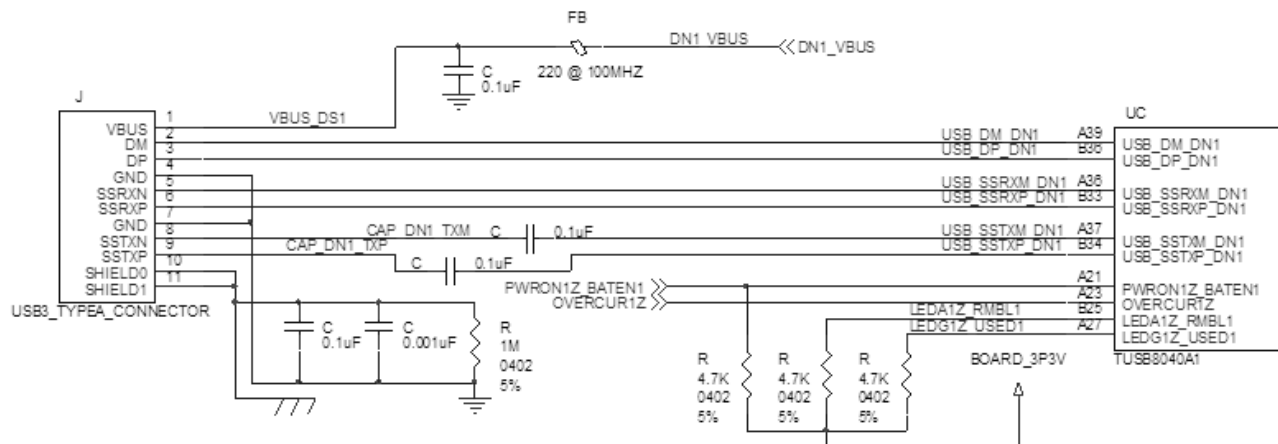 FB
DN1_VBUS
DN1_VBUS
220 @ 100MHZ
C
0.1uF
J
UC
1
VBUS_DS1
VBUS
2
USB_DM_DN1
A39
DM
USB_DM_DN1
3
USB_DP_DN1
B36
DP
USB_DP_DN1
4
GND
5
USB_SSRXM_DN1
A36
SSRXN
USB_SSRXM_DN1
6
USB_SSRXP_DN1
B33
SSRXP
USB_SSRXP_DN1
7
GND
8
CAP_DN1_TXM
C
0.1uF
USB_SSTXM_DN1
A37
SSTXN
USB_SSTXM_DN1
9
CAP_DN1_TXP
USB_SSTXP_DN1
B34
SSTXP
USB_SSTXP_DN1
10
C
0.1uF
SHIELD0
11
SHIELD1
USB3_TYPEA_CONNECTOR
A21
PWRON1Z_BATEN1
PWRON1Z_BATEN1
A23
OVERCUR1Z
OVERCUR1Z
LEDA1Z_RMBL1
B25
LEDA1Z_RMBL1
LEDG1Z_USED1
A27
LEDG1Z_USED1
TUSB8040A1
C
0.1uF
C
0.001uF
R
1M
0402
5%
R
4.7K
0402
5%
R
4.7K
0402
5%
R
4.7K
0402
5%
BOARD_3P3V